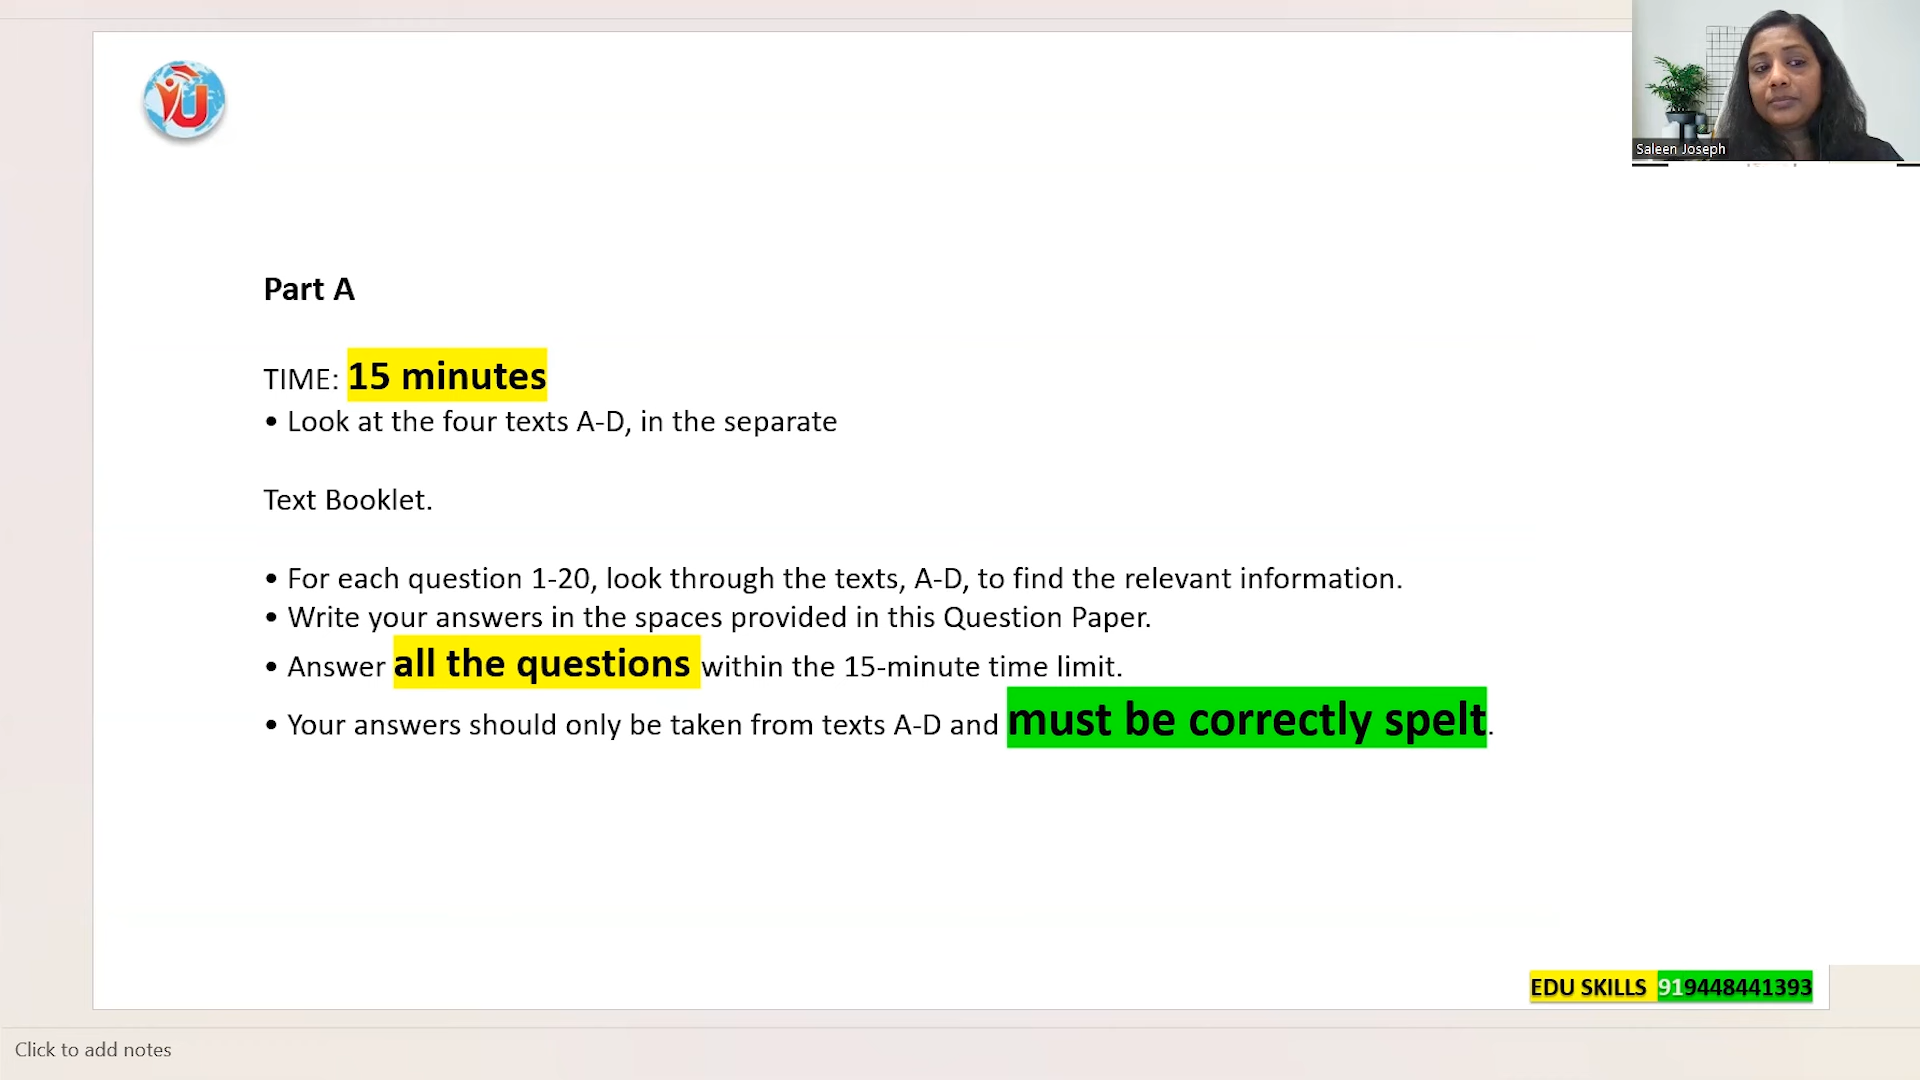 U
Saleen Joseph
Part A
TIME: 15 minutes
• Look at the four texts A-D, in the separate
Text Booklet.
• For each question 1-20, look through the texts, A-D, to find the relevant information.
• Write your answers in the spaces provided in this Question Paper.
• Answer all the questions within the 15-minute time limit.
• Your answers should only be taken from texts A-D and must be correctly spelt.
EDU SKILLS 919448441393
Click to add notes